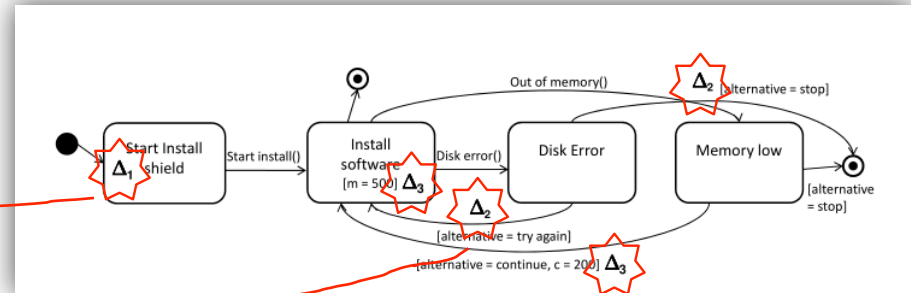 Out of memory()
Δ2
[alternative = stop]
Start Install
shield
Δ1
Start install()
Install
software
[m = 500]
Δ3
Disk error()
Disk Error
Memory low
[alternative
= stop]
Δ2
[alternative = try again]
[alternative = continue, c = 200]
Δ3